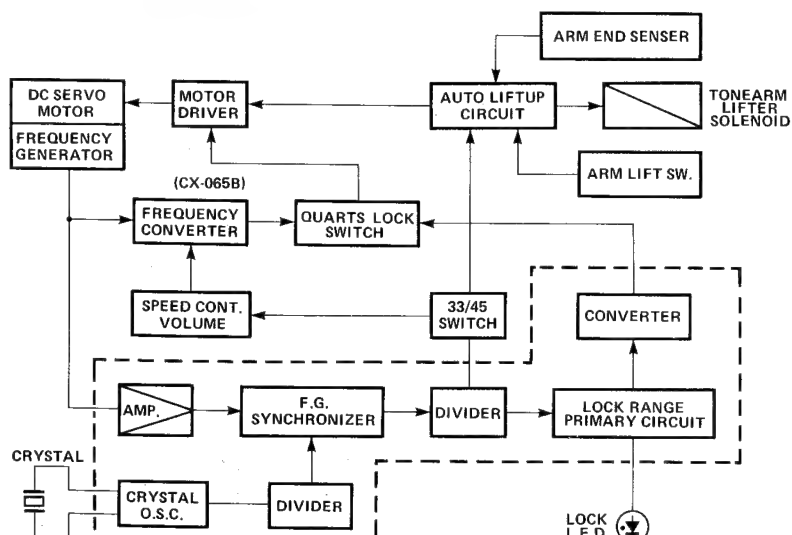 ARM END SENSER
DC SERVO
MOTOR
FREQUENCY
GENERATOR
MOTOR
DRIVER
AUTO LIFTUP
CIRCUIT
TONEARM
LIFTER
SOLENOID
ARM LIFT SW.
(CX-065B)
FREQUENCY
CONVERTER
QUARTS LOCK
SWITCH
SPEED CONT.
VOLUME
33/45
SWITCH
CONVERTER
AMP.
F.G.
SYNCHRONIZER
DIVIDER
LOCK RANGE
PRIMARY CIRCUIT
CRYSTAL
CRYSTAL
O.S.C.
DIVIDER
LOCK
L.E.D.